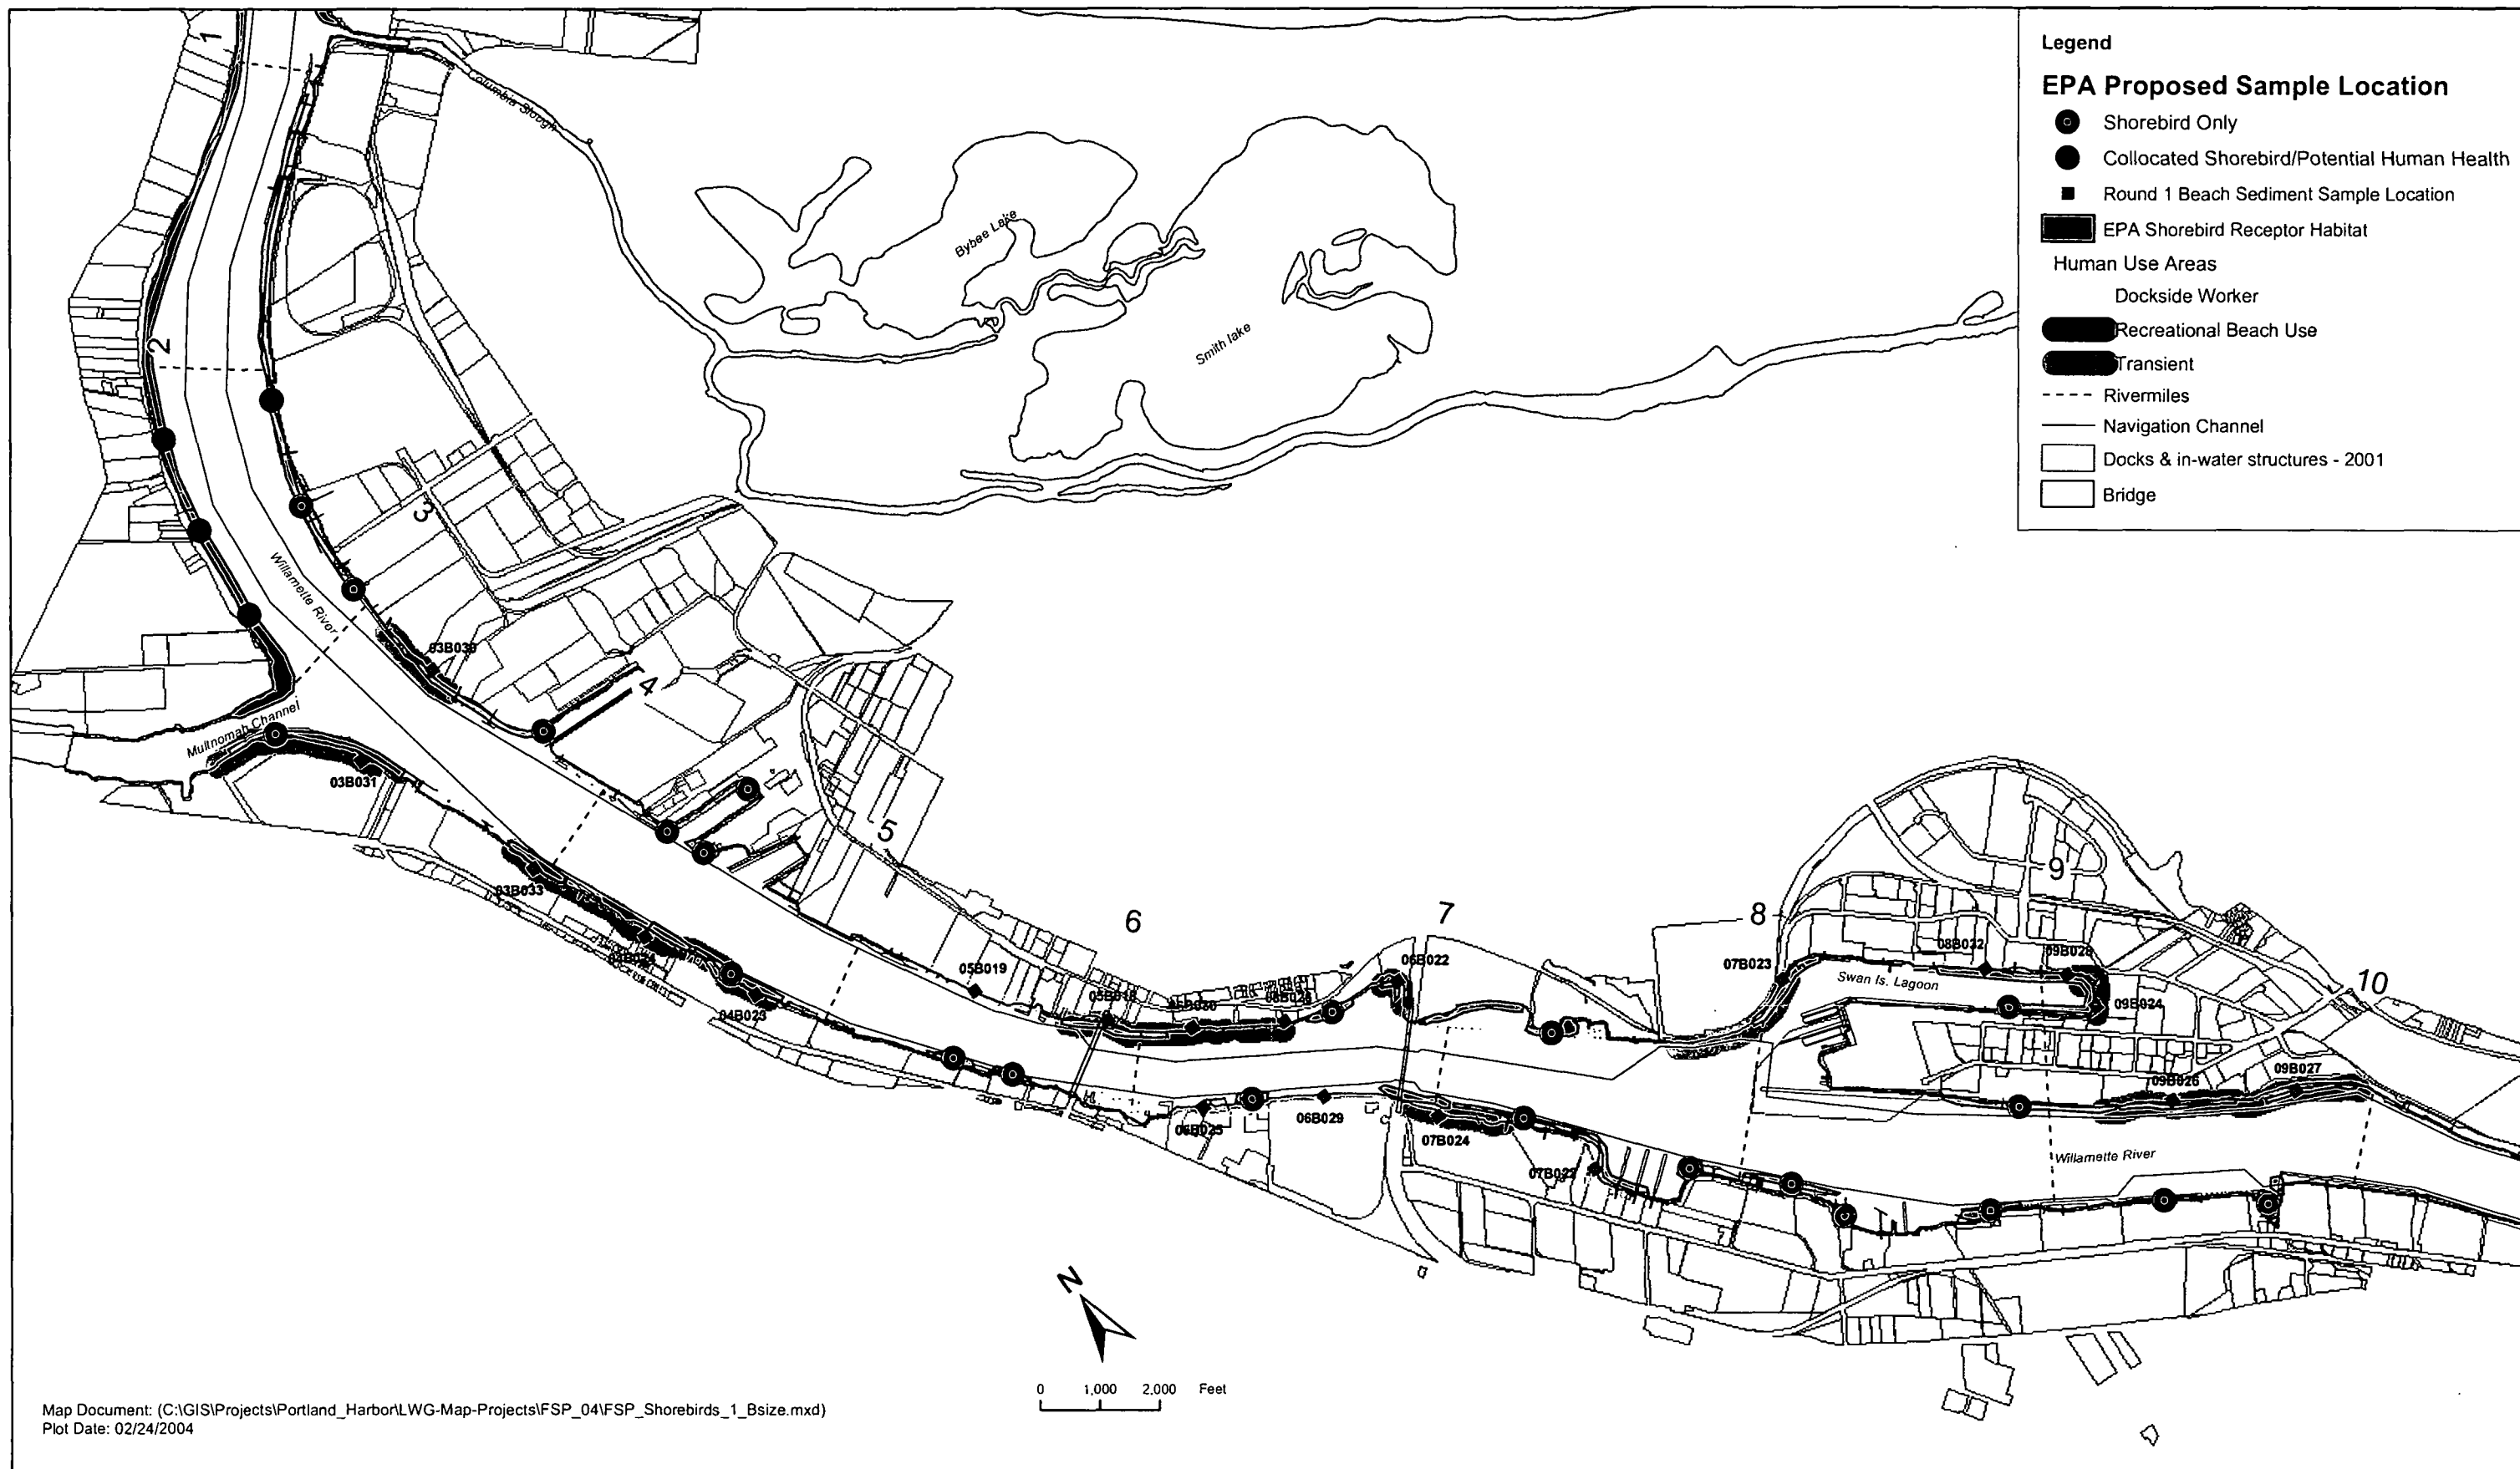 Legend
EPA Proposed Sample Location
Shorebird Only
Collocated Shorebird/Potential Human Health
Round 1 Beach Sediment Sample Location
EPA Shorebird Receptor Habitat
Human Use Areas
Dockside Worker
Recreational Beach Use
Transient
Rivermiles
Navigation Channel
Docks & in-water structures - 2001
Bridge
1
Columbia Slough
Bybee Lake
Smith lake
2
3
Willamette River
03B030
4
Multnomah Channel
03B031
5
03B033
04B024
04B023
6
7
8
9
10
05B019
05B018
06B022
07B023
Swan Is. Lagoon
08B032
09B028
09B024
09B026
09B027
06B025
06B029
07B024
07B022
Willamette River
N
0 1,000 2,000 Feet
Map Document: (C:\GIS\Projects\Portland_Harbor\LWG-Map-Projects\FSP_04\FSP_Shorebirds_1_Bsize.mxd)
Plot Date: 02/24/2004